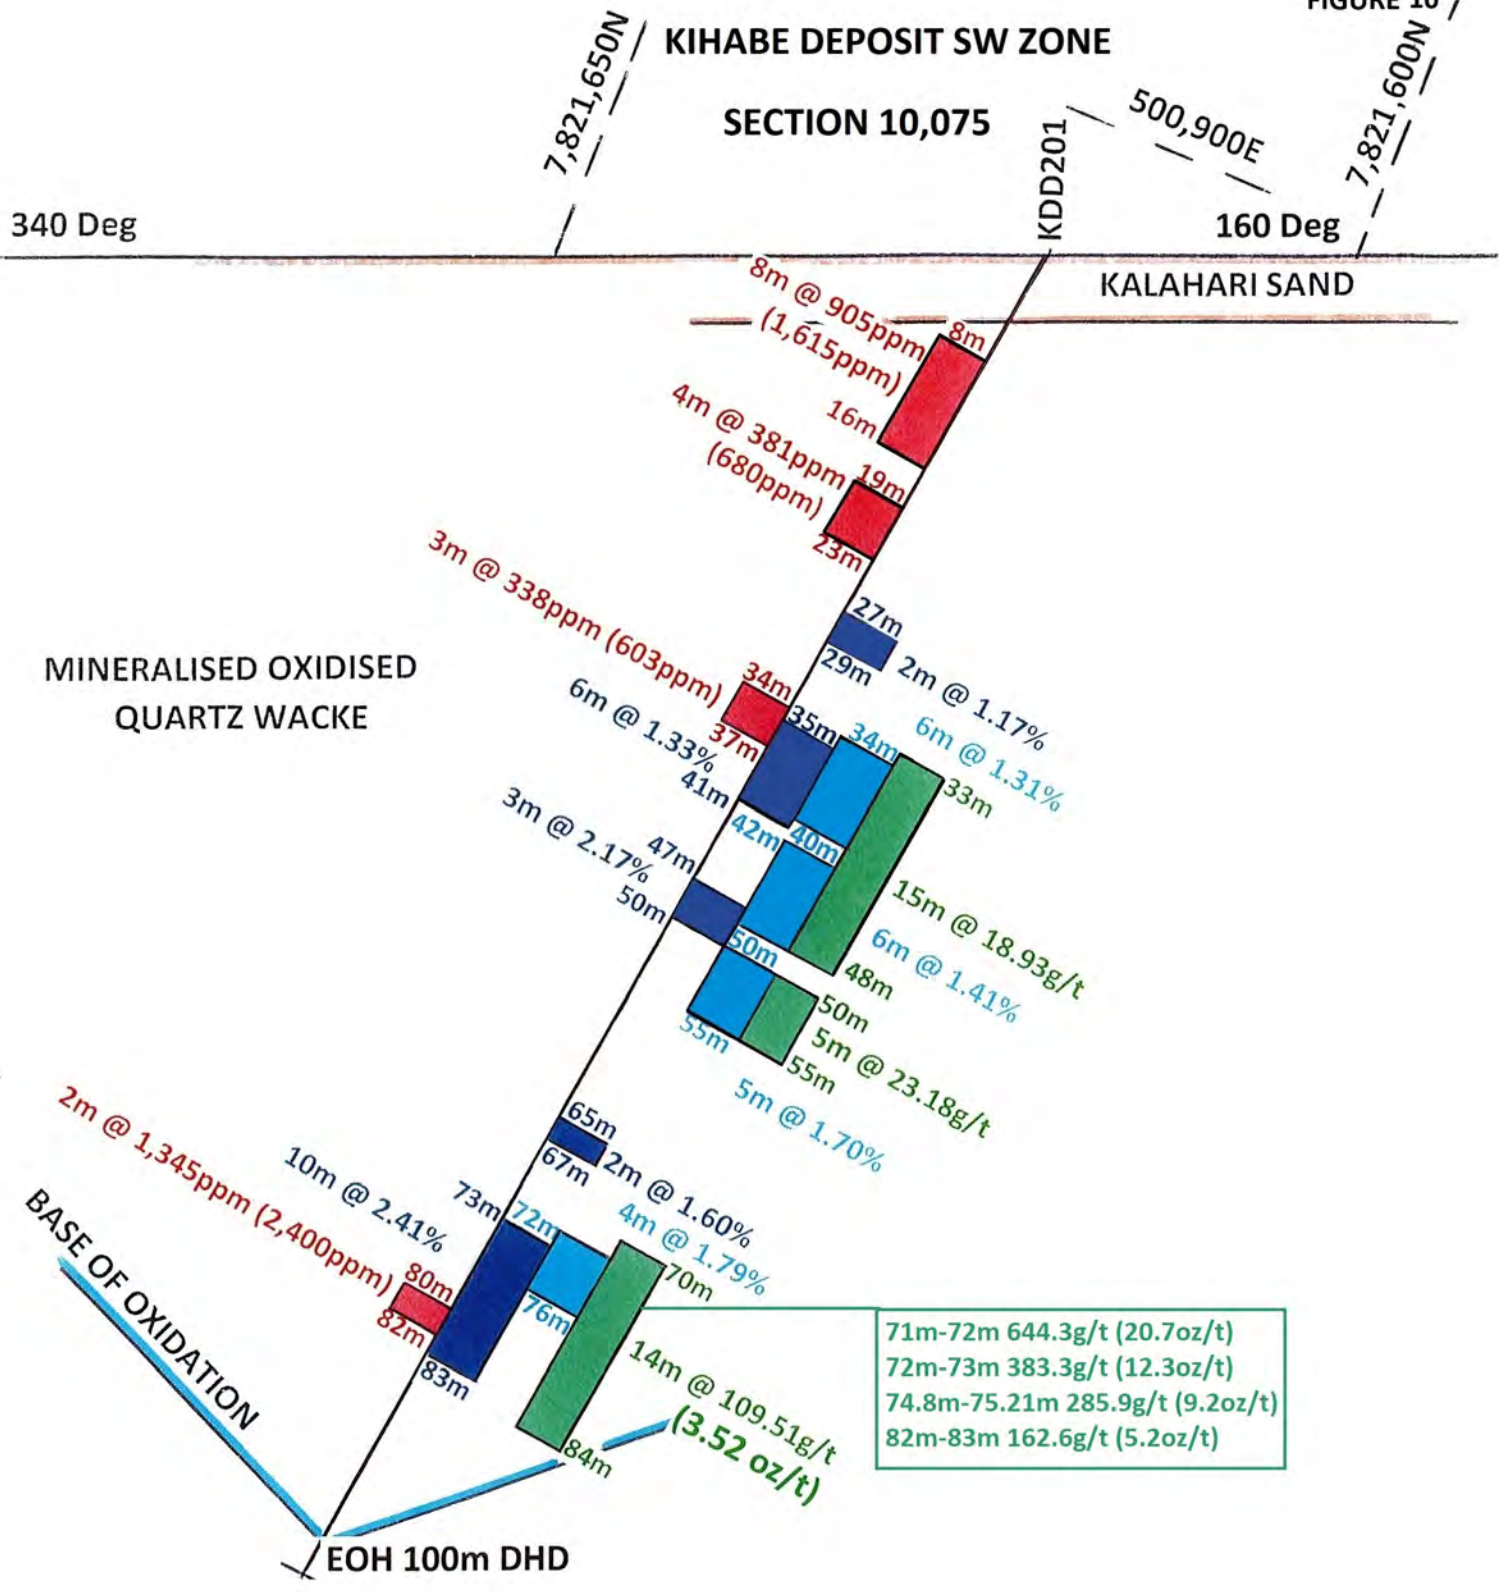 FIGURE 10
KIHABE DEPOSIT SW ZONE
SECTION 10,075
7,821,650N
KDD201
500,900E
7,821,600N
340 Deg
160 Deg
KALAHARI SAND
8m @ 905ppm
(1,615ppm)
8m
16m
4m @ 381ppm
(680ppm)
19m
23m
3m @ 338ppm (603ppm)
27m
29m
2m @ 1.17%
MINERALISED OXIDISED
QUARTZ WACKE
34m
37m
6m @ 1.33%
35m
41m
34m
40m
6m @ 1.31%
33m
3m @ 2.17%
47m
50m
42m
50m
15m @ 18.93g/t
6m @ 1.41%
48m
50m
55m
5m @ 23.18g/t
55m
5m @ 1.70%
65m
67m
2m @ 1.60%
2m @ 1,345ppm (2,400ppm)
80m
82m
10m @ 2.41%
73m
83m
72m
76m
4m @ 1.79%
70m
14m @ 109.51g/t
(3.52 oz/t)
84m
71m-72m 644.3g/t (20.7oz/t)
72m-73m 383.3g/t (12.3oz/t)
74.8m-75.21m 285.9g/t (9.2oz/t)
82m-83m 162.6g/t (5.2oz/t)
BASE OF OXIDATION
EOH 100m DHD